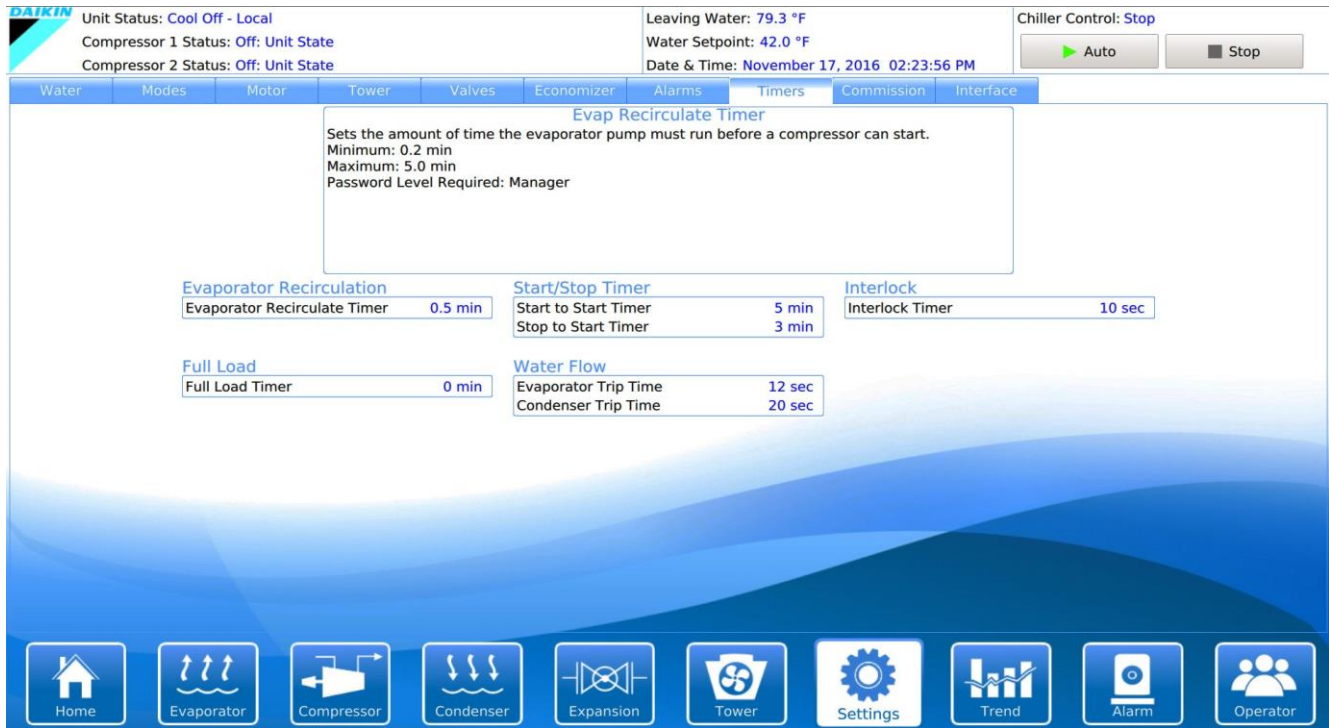 DAIKIN
Unit Status: Cool Off - Local
Compressor 1 Status: Off: Unit State
Compressor 2 Status: Off: Unit State
Leaving Water: 79.3 °F
Water Setpoint: 42.0 °F
Date & Time: November 17, 2016 02:23:56 PM
Chiller Control: Stop
Auto Stop
Water Modes Motor Tower Valves Economizer Alarms Timers Commission Interface
Evap Recirculate Timer
Sets the amount of time the evaporator pump must run before a compressor can start.
Minimum: 0.2 min
Maximum: 5.0 min
Password Level Required: Manager
Evaporator Recirculation
Evaporator Recirculate Timer 0.5 min
Start/Stop Timer
Start to Start Timer 5 min
Stop to Start Timer 3 min
Interlock
Interlock Timer 10 sec
Full Load
Full Load Timer 0 min
Water Flow
Evaporator Trip Time 12 sec
Condenser Trip Time 20 sec
Home Evaporator Compressor Condenser Expansion Tower Settings Trend Alarm Operator